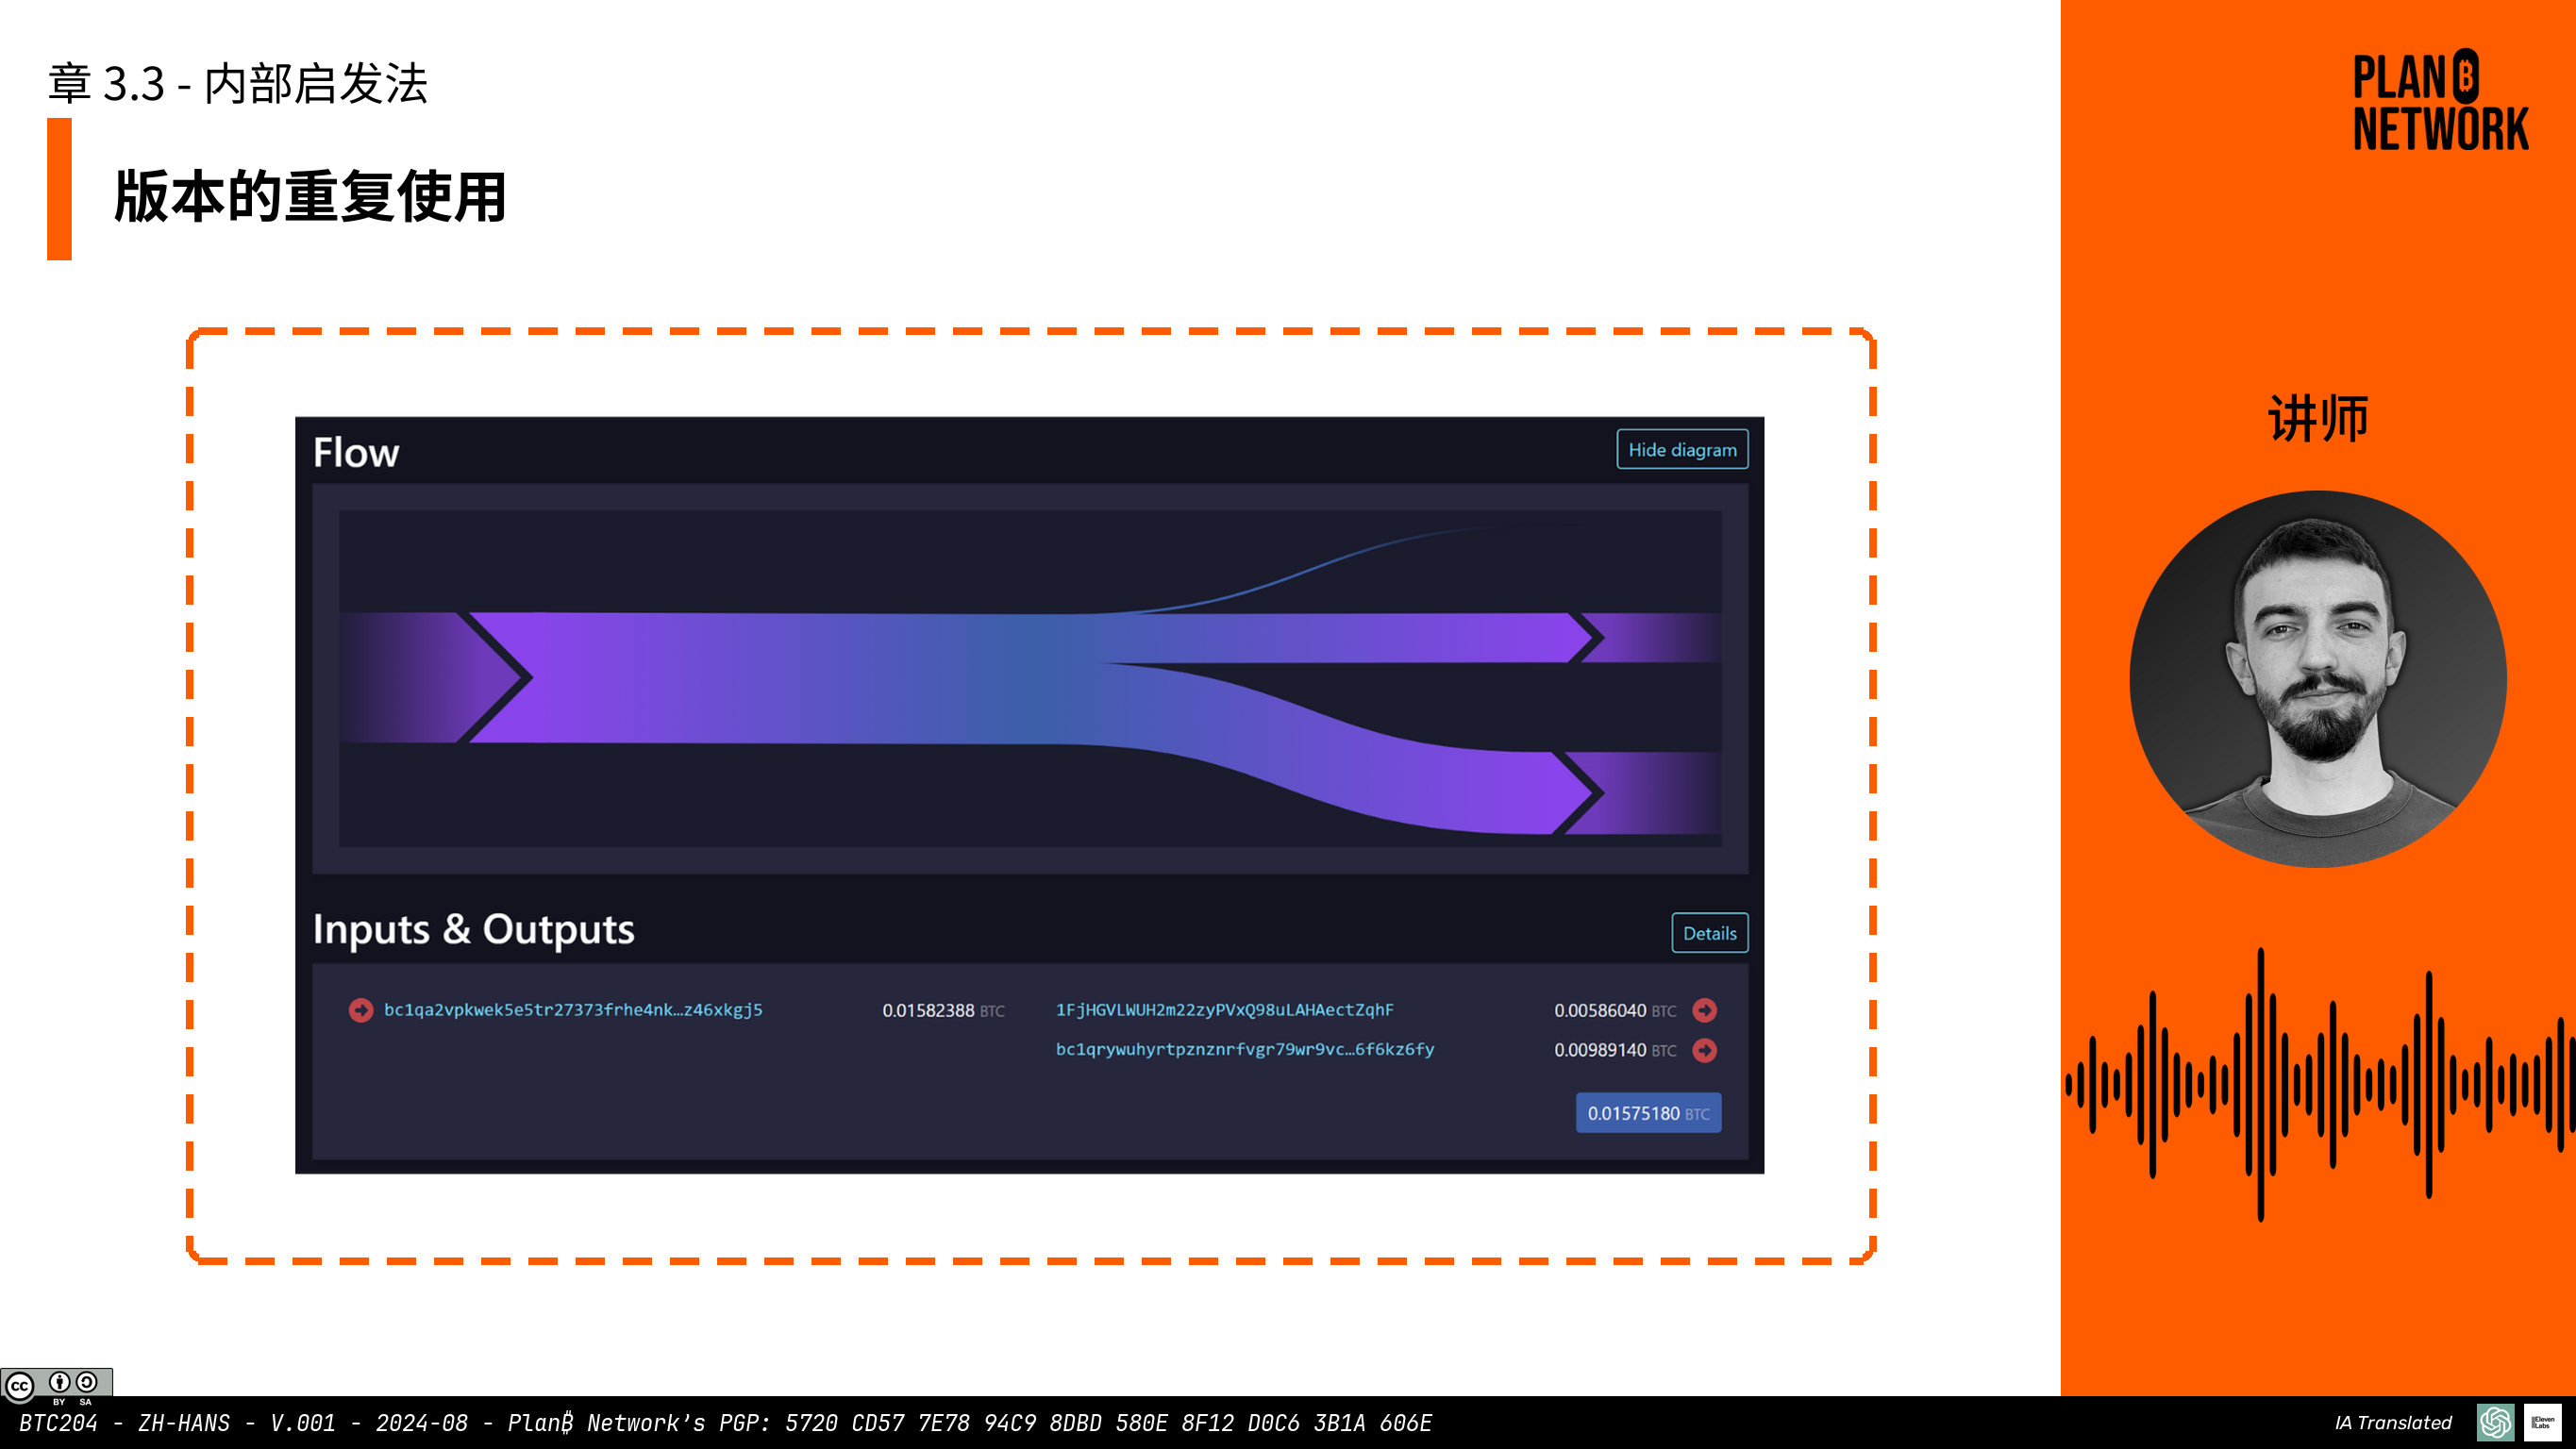 章 3.3 - 内部启发法
版本的重复使用
PLAN ₿
NETWORK
讲师
Flow
Hide diagram
Inputs & Outputs
Details
bc1qa2vpkwek5e5tr27373frhe4nk…z46xkgj5 0.01582388 BTC
1FjHGVLWUH2m22zyPVxQ98uLAHAectZqhF 0.00586040 BTC
bc1qrywuhyrtpznznrfvgr79wr9vc…6f6kz6fy 0.00989140 BTC
0.01575180 BTC
cc BY SA
BTC204 - ZH-HANS - V.001 - 2024-08 - Plan₿ Network's PGP: 5720 CD57 7E78 94C9 8DBD 580E 8F12 D0C6 3B1A 606E
IA Translated
ElevenLabs